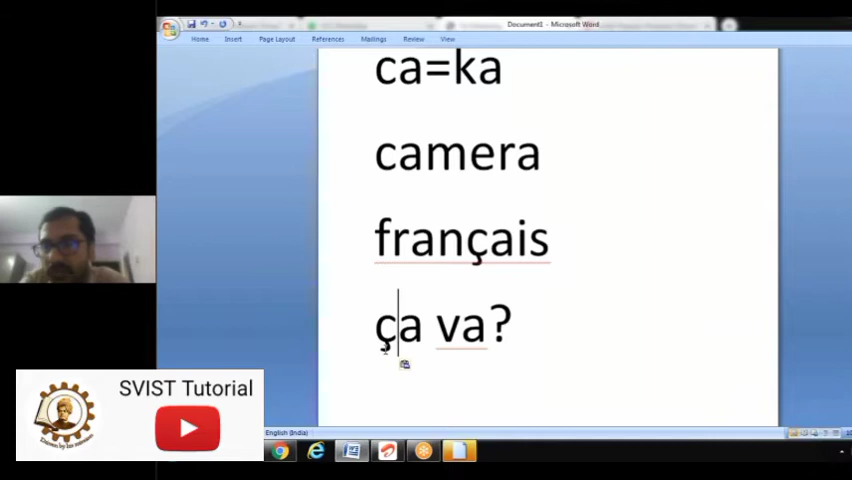 Document1 - Microsoft Word
Home Insert Page Layout References Mailings Review View
ca=ka
camera
français
ça va?
SVIST Tutorial
English (India)